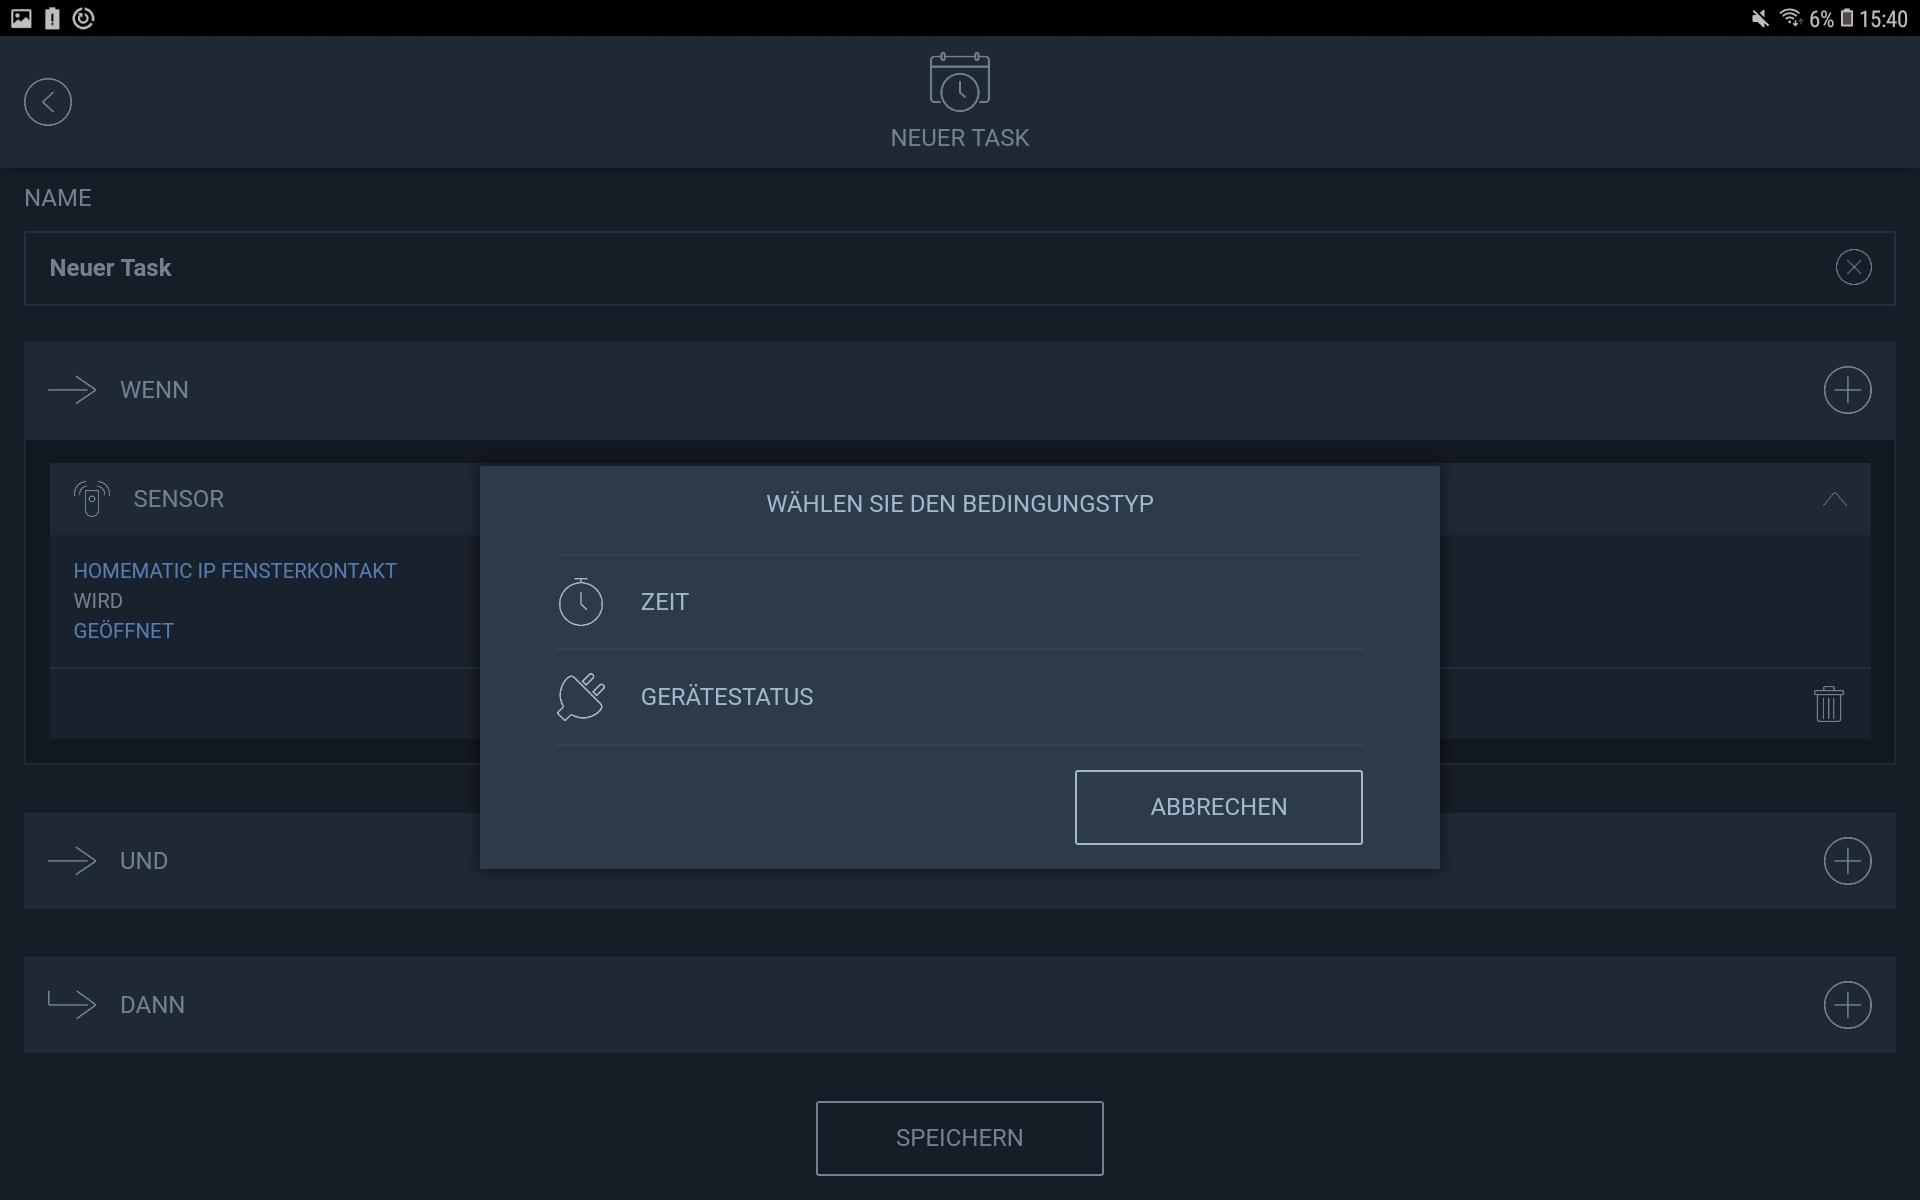 6% 15:40
NEUER TASK
NAME
Neuer Task
WENN
SENSOR
HOMEMATIC IP FENSTERKONTAKT
WIRD
GEÖFFNET
WÄHLEN SIE DEN BEDINGUNGSTYP
ZEIT
GERÄTESTATUS
ABBRECHEN
UND
DANN
SPEICHERN